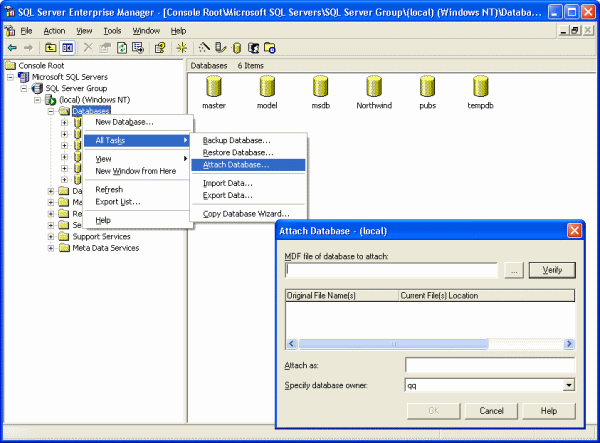 SQL Server Enterprise Manager - [Console Root\Microsoft SQL Servers\SQL Server Group\(local) (Windows NT)\Databa...
File Action View Tools Window Help
Console Root
Microsoft SQL Servers
SQL Server Group
(local) (Windows NT)
Databases
Da
Ma
Re
Se
Support Services
Meta Data Services
Databases 6 Items
master model msdb Northwind pubs tempdb
New Database...
All Tasks
View
New Window from Here
Refresh
Export List...
Help
Backup Database...
Restore Database...
Attach Database...
Import Data...
Export Data...
Copy Database Wizard...
Attach Database - (local)
MDF file of database to attach:
... Verify
Original File Name(s) Current File(s) Location
Attach as:
Specify database owner: qq
OK Cancel Help